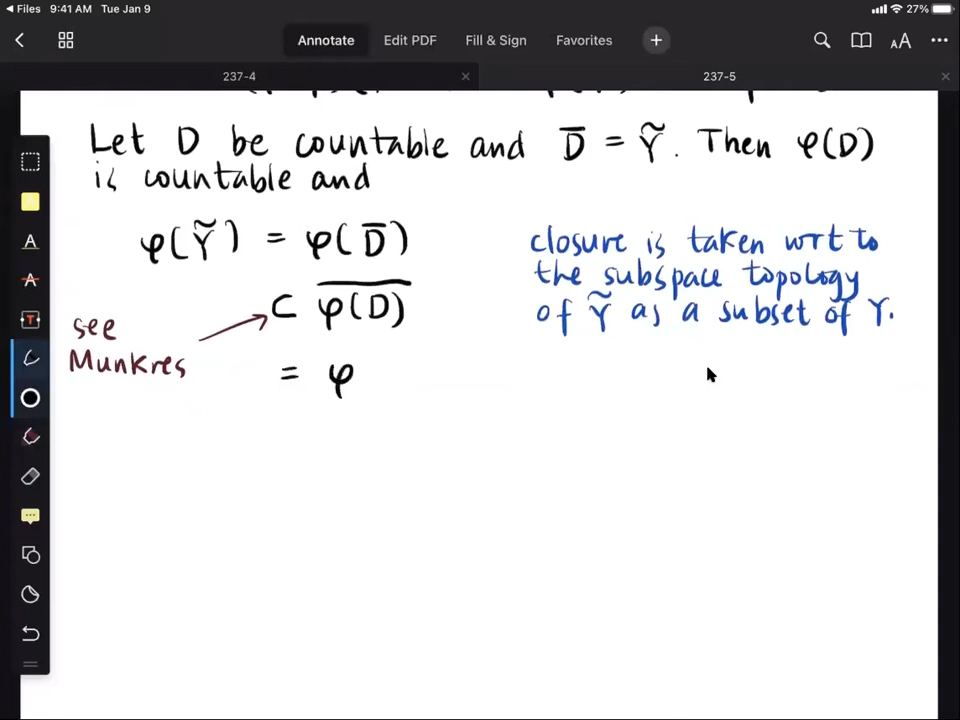 Files 9:41 AM Tue Jan 9 27%
Annotate Edit PDF Fill & Sign Favorites
AA
237-4 237-5
Let D be countable and D̅ = Ỹ. Then φ(D)
is countable and
φ(Ỹ) = φ(D̅)
closure is taken wrt to
the subspace topology
of Ỹ as a subset of Y.
⊂ \overline{φ(D)}
see
Munkres
= φ
A
A
T